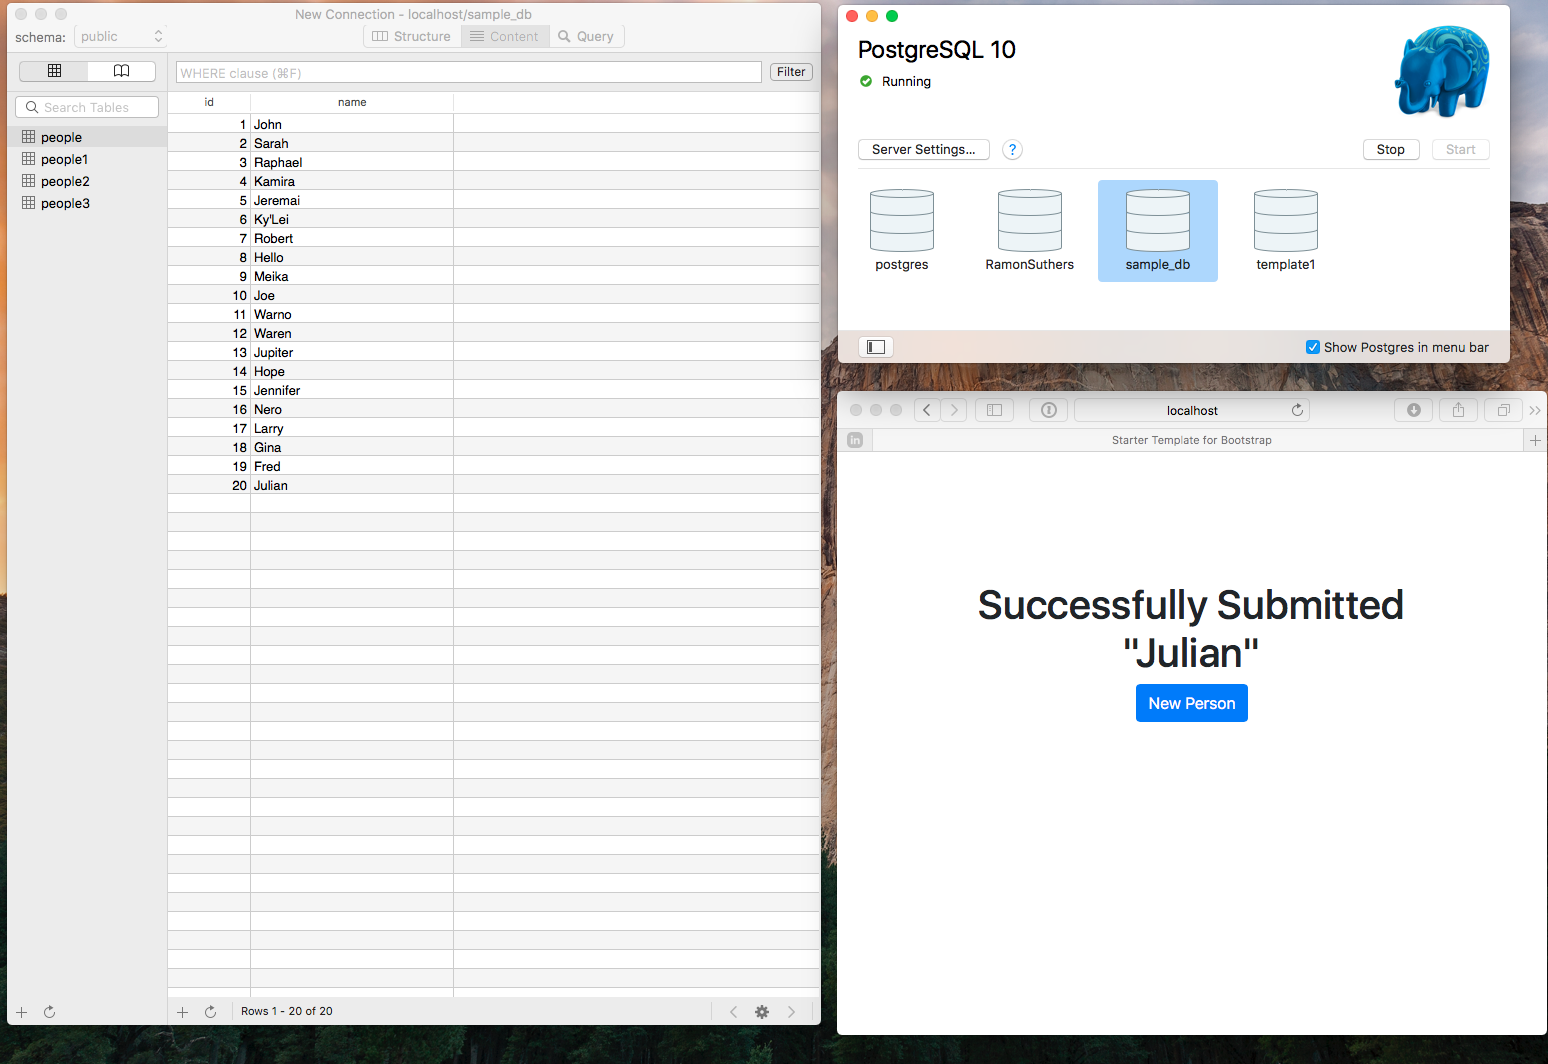 New Connection - localhost/sample_db
schema: public
Structure Content Query
WHERE clause (⌘F) Filter
Search Tables
people
people1
people2
people3
id name
1 John
2 Sarah
3 Raphael
4 Kamira
5 Jeremai
6 Ky'Lei
7 Robert
8 Hello
9 Meika
10 Joe
11 Warno
12 Waren
13 Jupiter
14 Hope
15 Jennifer
16 Nero
17 Larry
18 Gina
19 Fred
20 Julian
Rows 1 - 20 of 20
PostgreSQL 10
Running
Server Settings... ? Stop Start
postgres RamonSuthers sample_db template1
Show Postgres in menu bar
localhost
in Starter Template for Bootstrap
Successfully Submitted
"Julian"
New Person